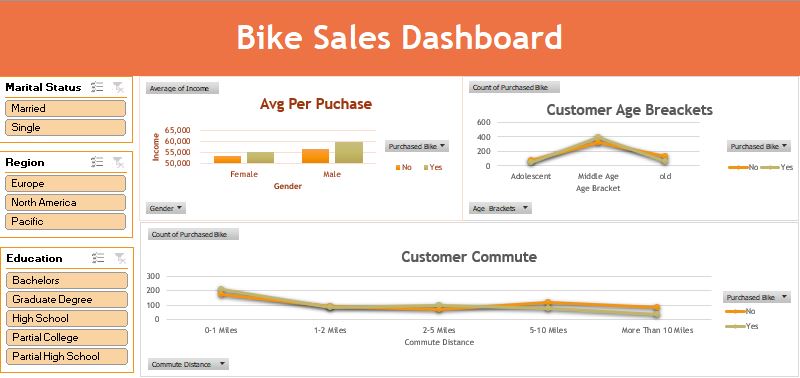 Bike Sales Dashboard
Marital Status
Married
Single
Region
Europe
North America
Pacific
Education
Bachelors
Graduate Degree
High School
Partial College
Partial High School
Average of Income
Avg Per Puchase
65,000
60,000
55,000
50,000
Income
Female
Male
Gender
Purchased Bike
No
Yes
Gender
Count of Purchased Bike
Customer Age Breackets
600
400
200
0
Adolescent
Middle Age
old
Age Bracket
Purchased Bike
No
Yes
Age Brackets
Count of Purchased Bike
Customer Commute
300
200
100
0
0-1 Miles
1-2 Miles
2-5 Miles
5-10 Miles
More Than 10 Miles
Commute Distance
Purchased Bike
No
Yes
Commute Distance